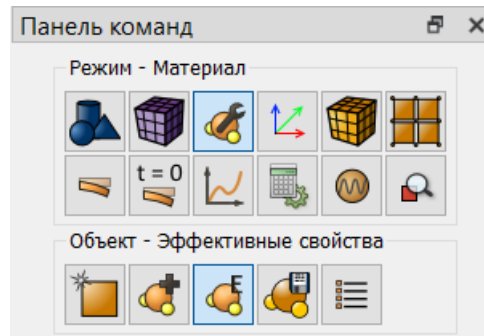 Панель команд
Режим - Материал
t = 0
Объект - Эффективные свойства
E